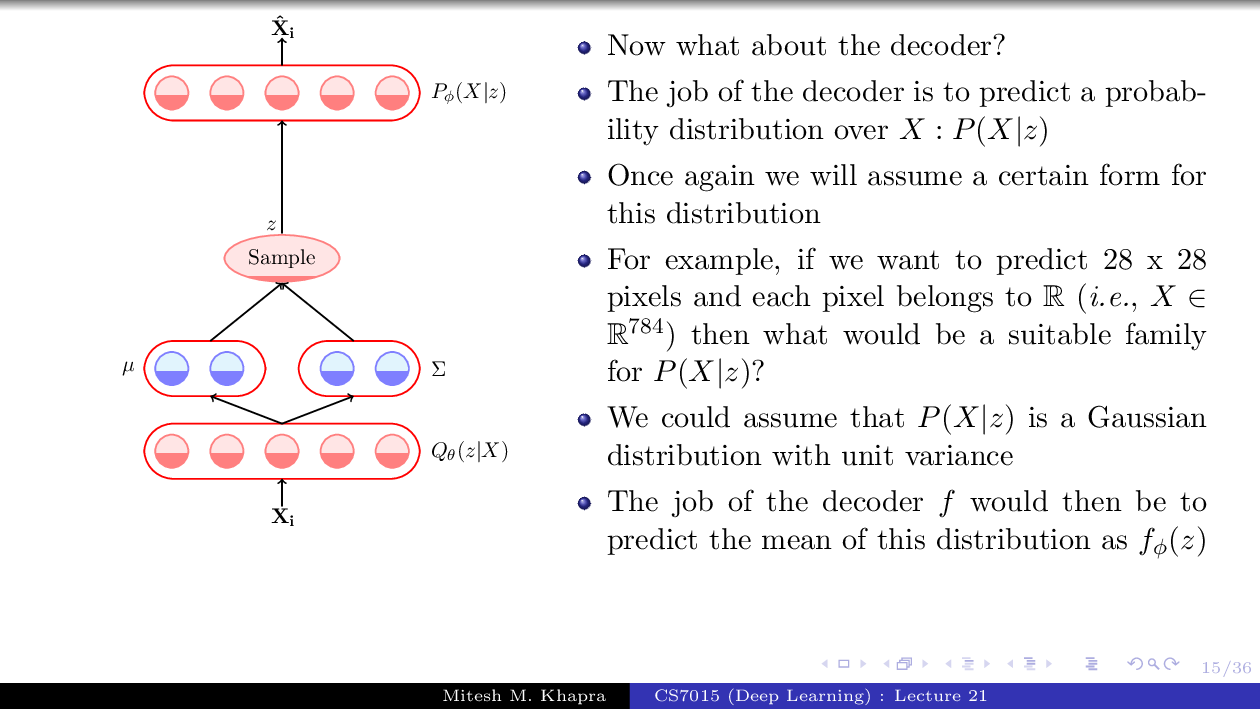 X̂ᵢ
P_ϕ(X|z)
z
Sample
μ
Σ
Q_θ(z|X)
Xᵢ
Now what about the decoder?
The job of the decoder is to predict a probab-
ility distribution over X : P(X|z)
Once again we will assume a certain form for
this distribution
For example, if we want to predict 28 x 28
pixels and each pixel belongs to ℝ (i.e., X ∈
ℝ⁷⁸⁴) then what would be a suitable family
for P(X|z)?
We could assume that P(X|z) is a Gaussian
distribution with unit variance
The job of the decoder f would then be to
predict the mean of this distribution as f_ϕ(z)
15/36
Mitesh M. Khapra
CS7015 (Deep Learning) : Lecture 21